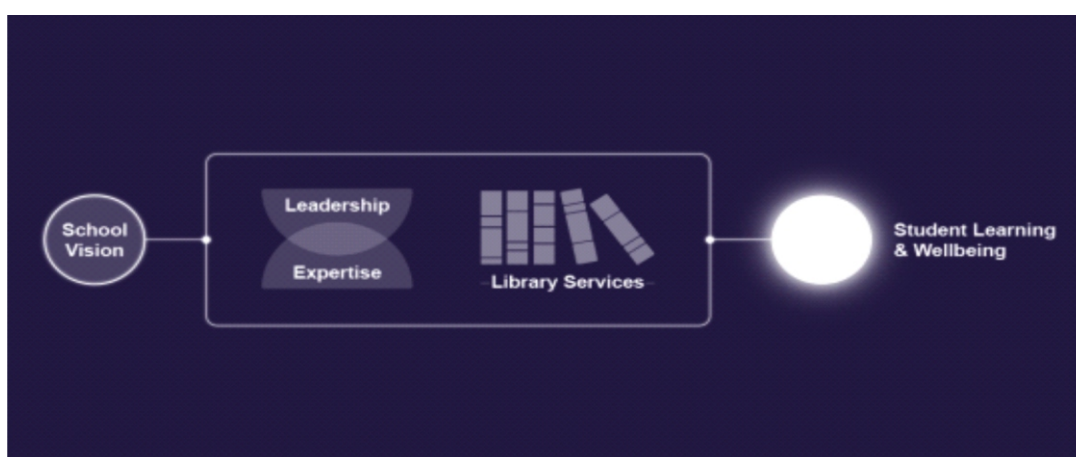 School
Vision
Leadership
Expertise
Library Services
Student Learning
& Wellbeing